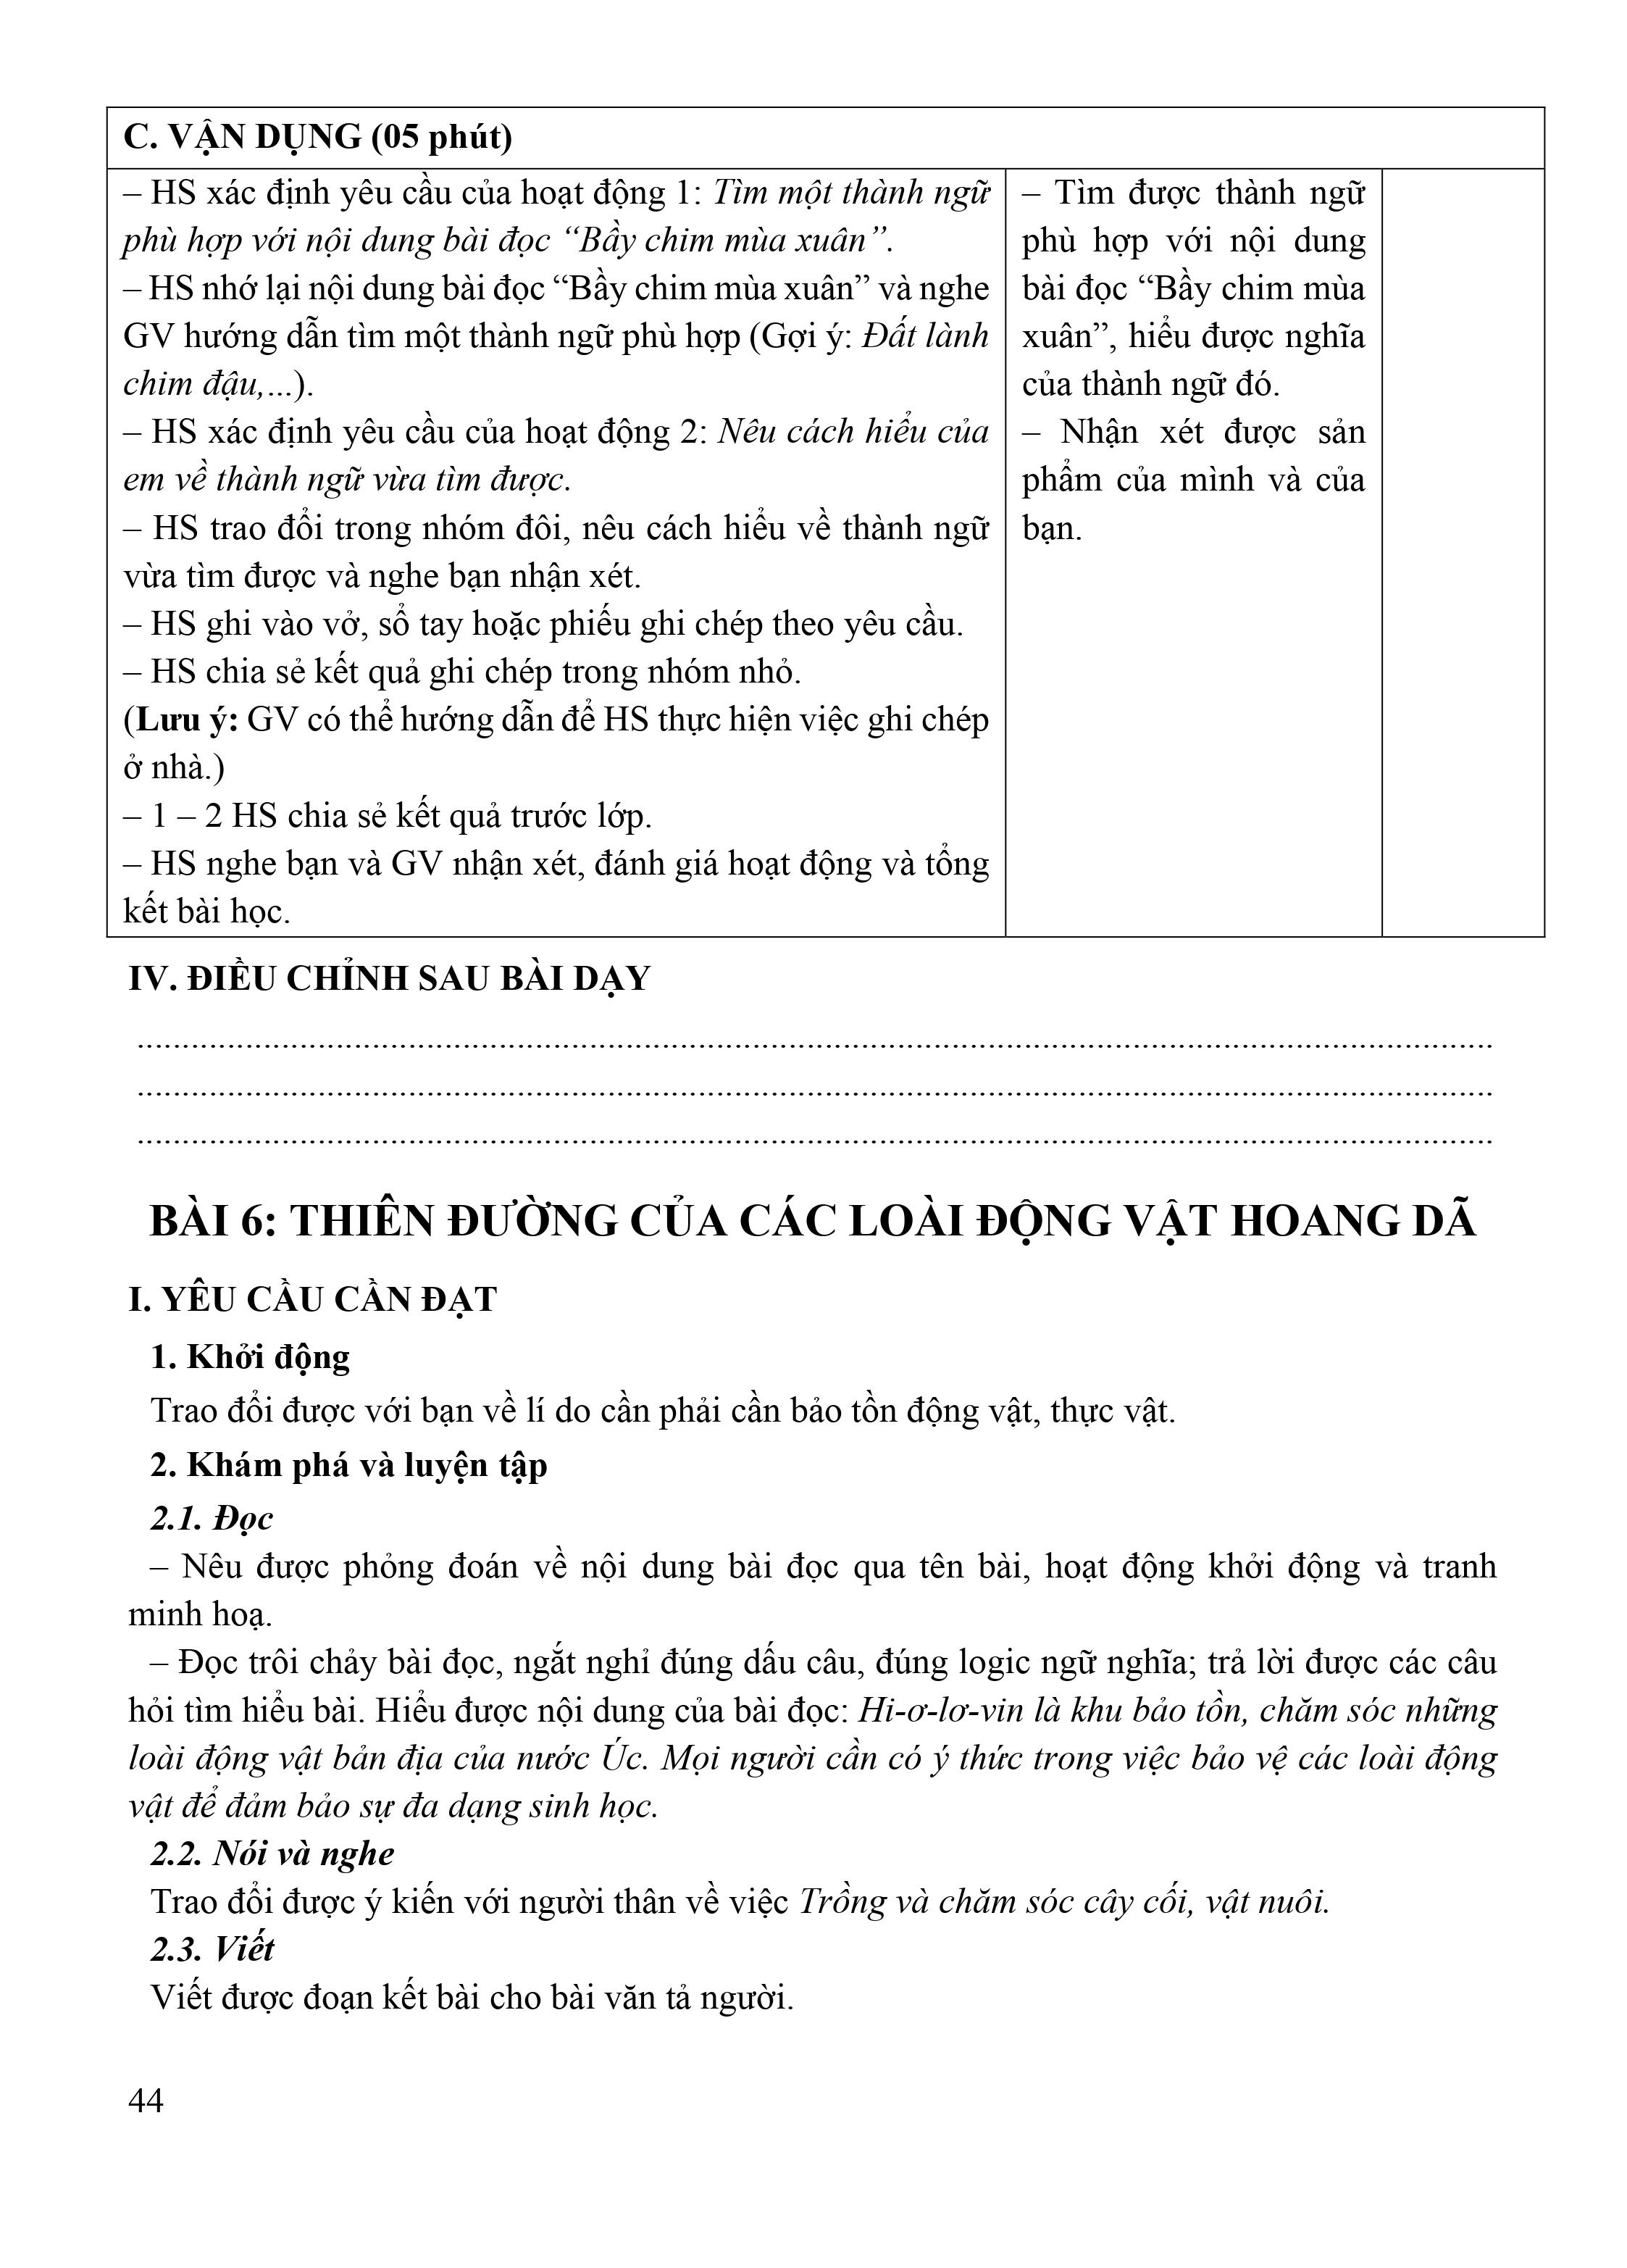 C. VẬN DỤNG (05 phút)
– HS xác định yêu cầu của hoạt động 1: Tìm một thành ngữ
phù hợp với nội dung bài đọc “Bầy chim mùa xuân”.
– HS nhớ lại nội dung bài đọc “Bầy chim mùa xuân” và nghe
GV hướng dẫn tìm một thành ngữ phù hợp (Gợi ý: Đất lành
chim đậu,...).
– HS xác định yêu cầu của hoạt động 2: Nêu cách hiểu của
em về thành ngữ vừa tìm được.
– HS trao đổi trong nhóm đôi, nêu cách hiểu về thành ngữ
vừa tìm được và nghe bạn nhận xét.
– HS ghi vào vở, sổ tay hoặc phiếu ghi chép theo yêu cầu.
– HS chia sẻ kết quả ghi chép trong nhóm nhỏ.
(Lưu ý: GV có thể hướng dẫn để HS thực hiện việc ghi chép
ở nhà.)
– 1 – 2 HS chia sẻ kết quả trước lớp.
– HS nghe bạn và GV nhận xét, đánh giá hoạt động và tổng
kết bài học.
– Tìm được thành ngữ
phù hợp với nội dung
bài đọc “Bầy chim mùa
xuân”, hiểu được nghĩa
của thành ngữ đó.
– Nhận xét được sản
phẩm của mình và của
bạn.
IV. ĐIỀU CHỈNH SAU BÀI DẠY
BÀI 6: THIÊN ĐƯỜNG CỦA CÁC LOÀI ĐỘNG VẬT HOANG DÃ
I. YÊU CẦU CẦN ĐẠT
1. Khởi động
Trao đổi được với bạn về lí do cần phải cần bảo tồn động vật, thực vật.
2. Khám phá và luyện tập
2.1. Đọc
– Nêu được phỏng đoán về nội dung bài đọc qua tên bài, hoạt động khởi động và tranh
minh hoạ.
– Đọc trôi chảy bài đọc, ngắt nghỉ đúng dấu câu, đúng logic ngữ nghĩa; trả lời được các câu
hỏi tìm hiểu bài. Hiểu được nội dung của bài đọc: Hi-ơ-lơ-vin là khu bảo tồn, chăm sóc những
loài động vật bản địa của nước Úc. Mọi người cần có ý thức trong việc bảo vệ các loài động
vật để đảm bảo sự đa dạng sinh học.
2.2. Nói và nghe
Trao đổi được ý kiến với người thân về việc Trồng và chăm sóc cây cối, vật nuôi.
2.3. Viết
Viết được đoạn kết bài cho bài văn tả người.
44